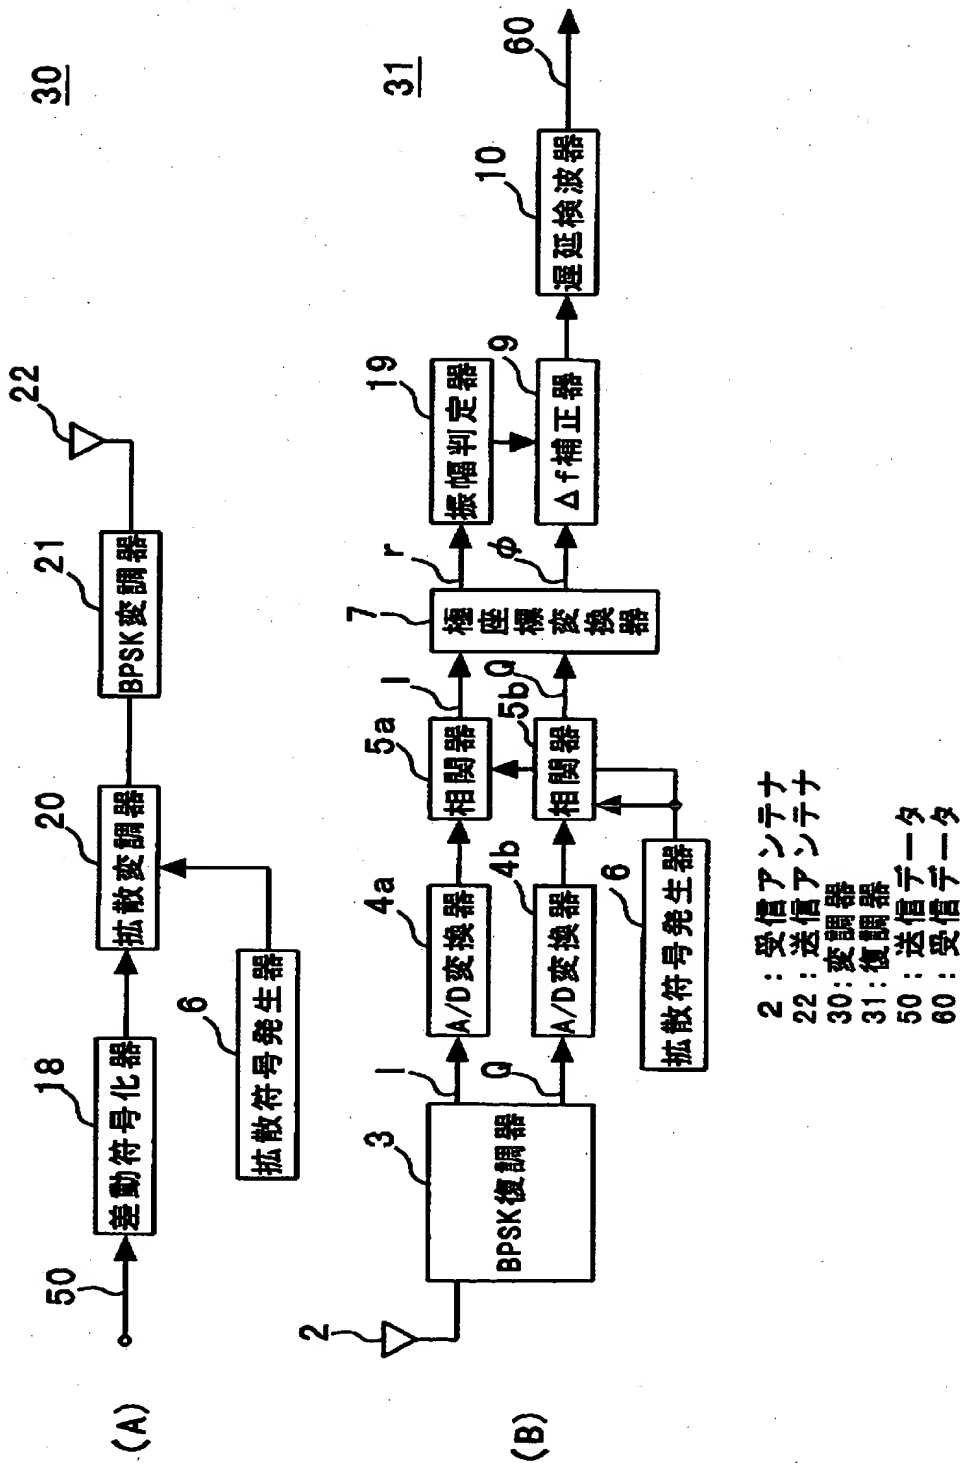 (A)
30
50
18
差動符号化器
20
拡散変調器
21
BPSK変調器
22
6
拡散符号発生器
(B)
31
2
3
BPSK復調器
I
Q
4a
A/D変換器
4b
A/D変換器
5a
相関器
5b
相関器
6
拡散符号発生器
I
Q
7
極座標変換器
r
φ
19
振幅判定器
9
Δf補正器
10
遅延検波器
60
2：受信アンテナ
22：送信アンテナ
30：変調器
31：復調器
50：送信データ
60：受信データ